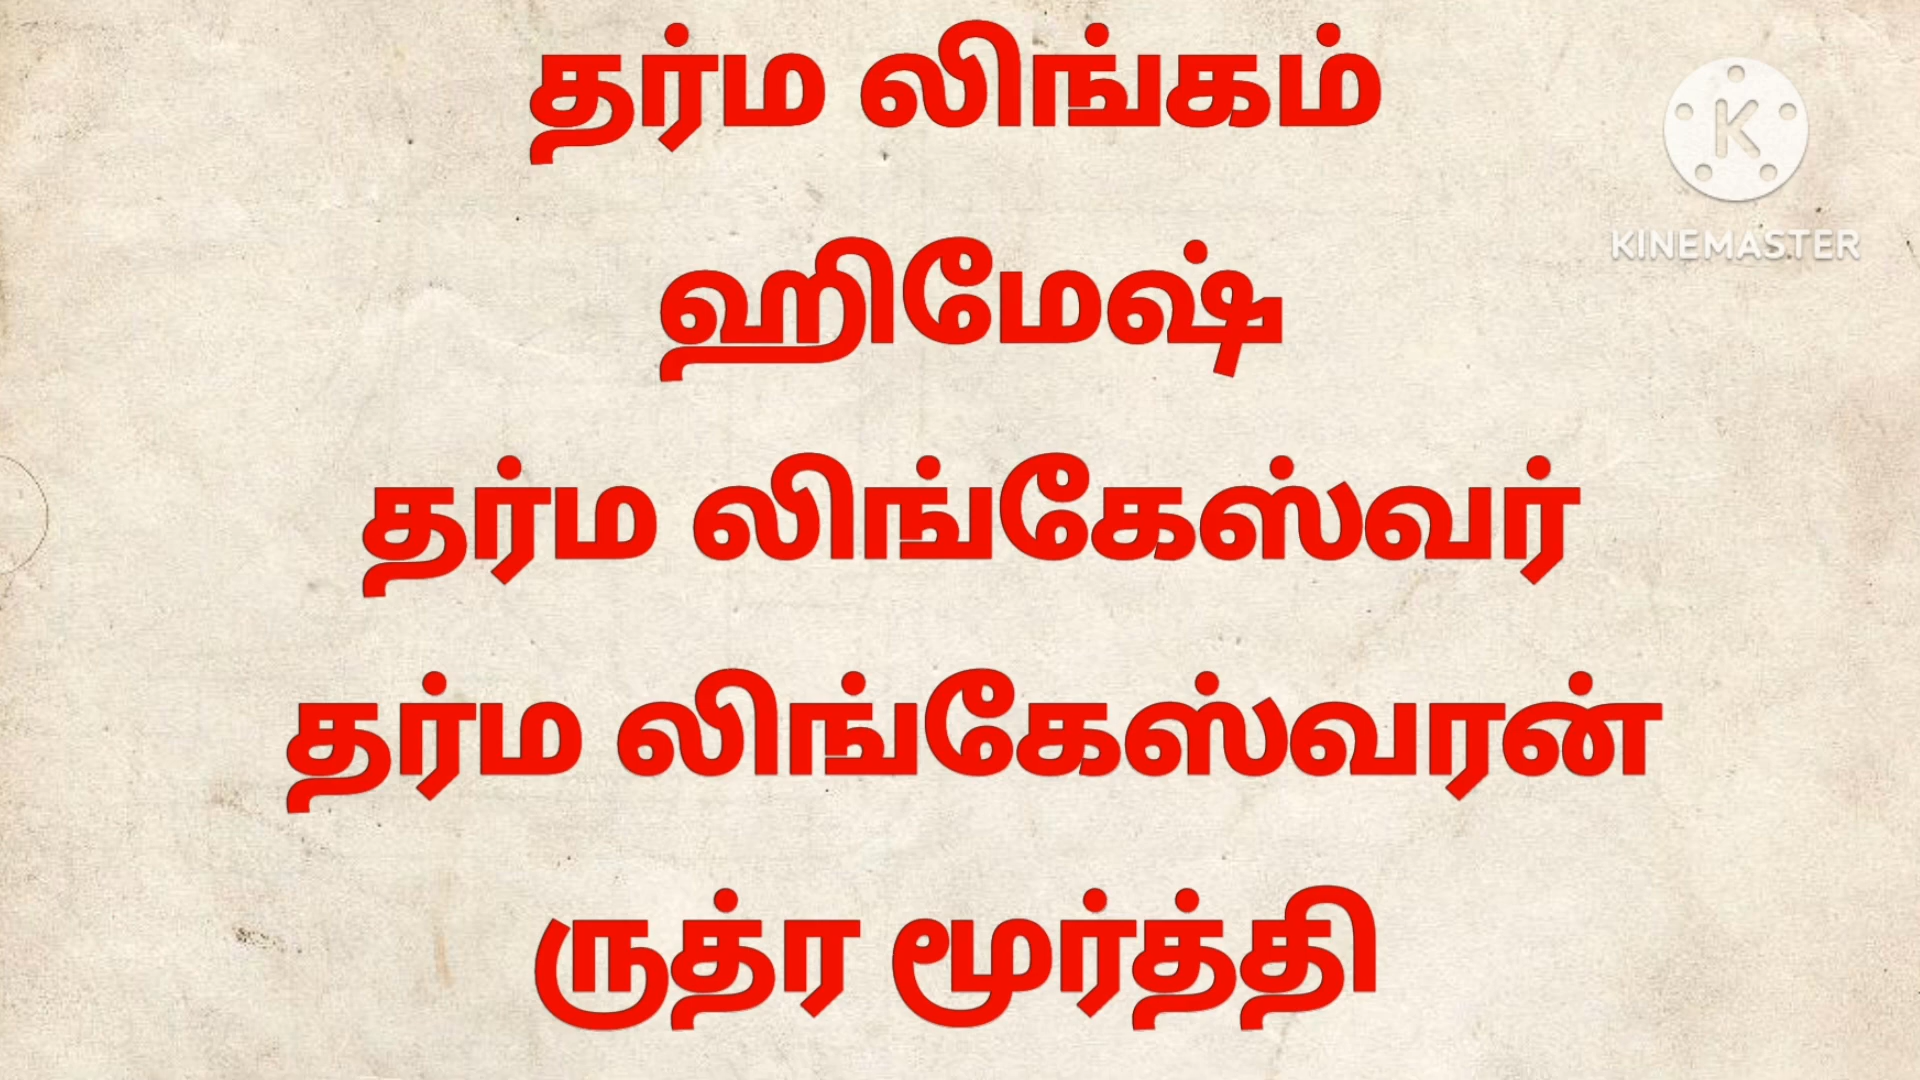 தர்ம லிங்கம்
KINEMASTER
ஹிமேஷ்
தர்ம லிங்கேஸ்வர்
தர்ம லிங்கேஸ்வரன்
ருத்ர மூர்த்தி